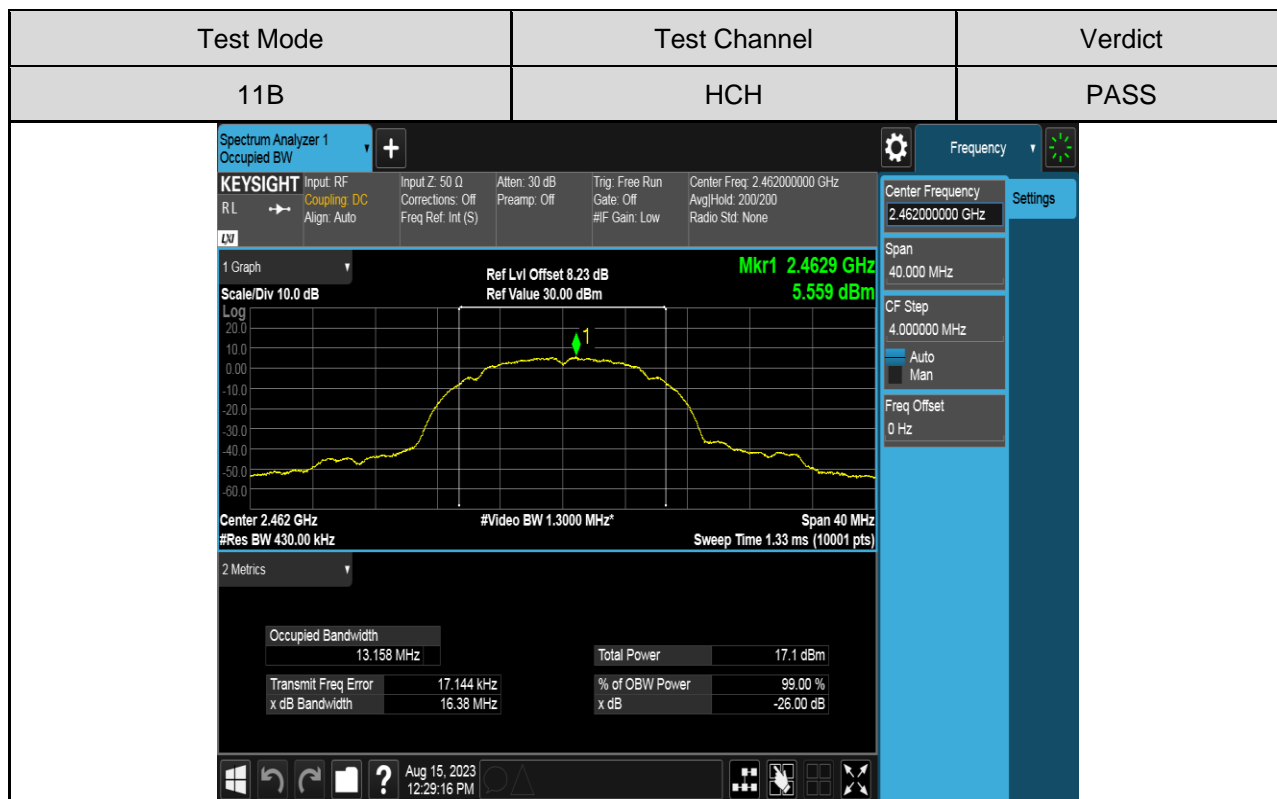 Test Mode Test Channel Verdict
11B HCH PASS
Spectrum Analyzer 1
Occupied BW
+
Frequency
KEYSIGHT Input: RF Input Z: 50 Ω Atten: 30 dB Trig: Free Run Center Freq: 2.462000000 GHz
R L Coupling: DC Corrections: Off Preamp: Off Gate: Off Avg|Hold: 200/200
Align: Auto Freq Ref: Int (S) #IF Gain: Low Radio Std: None
LXI
Center Frequency
2.462000000 GHz
Settings
Span
40.000 MHz
CF Step
4.000000 MHz
Auto
Man
Freq Offset
0 Hz
1 Graph Ref Lvl Offset 8.23 dB Mkr1 2.4629 GHz
Scale/Div 10.0 dB Ref Value 30.00 dBm 5.559 dBm
Log
20.0
1
10.0
0.00
-10.0
-20.0
-30.0
-40.0
-50.0
-60.0
Center 2.462 GHz #Video BW 1.3000 MHz* Span 40 MHz
#Res BW 430.00 kHz Sweep Time 1.33 ms (10001 pts)
2 Metrics
Occupied Bandwidth
13.158 MHz Total Power 17.1 dBm
Transmit Freq Error 17.144 kHz % of OBW Power 99.00 %
x dB Bandwidth 16.38 MHz x dB -26.00 dB
? Aug 15, 2023
12:29:16 PM